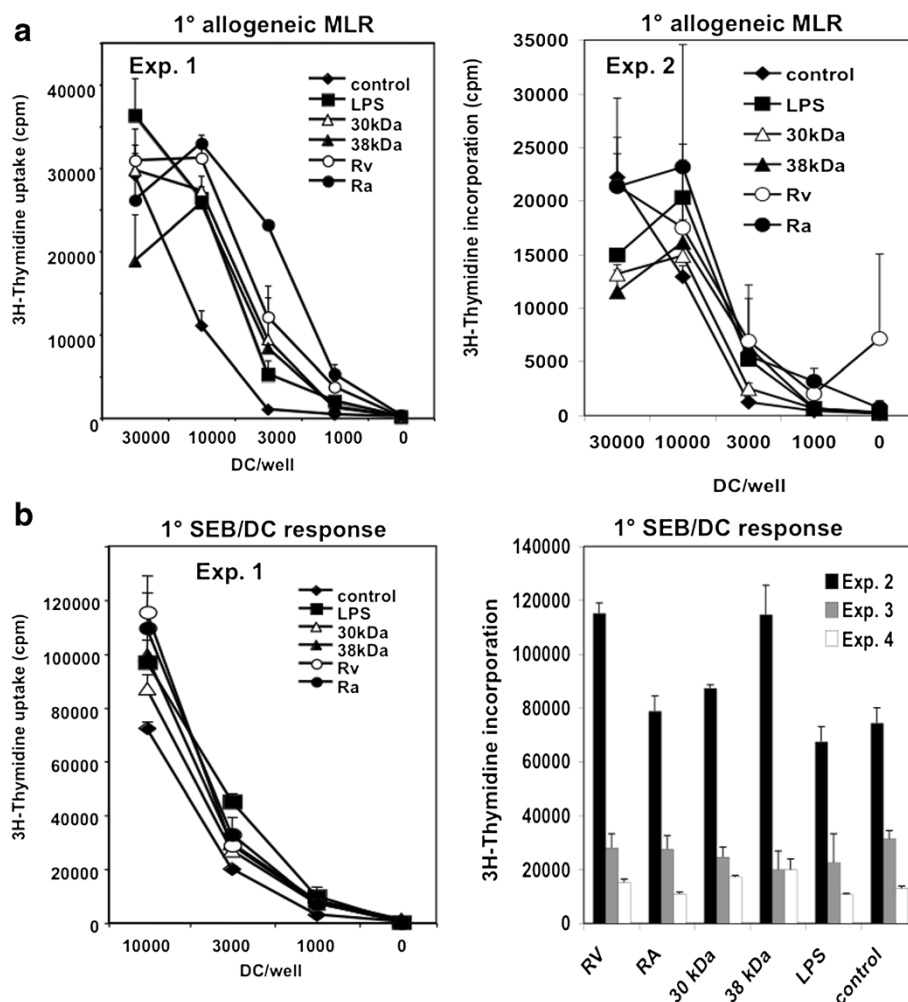 a
1° allogeneic MLR
Exp. 1
control
LPS
30kDa
38kDa
Rv
Ra
3H-Thymidine uptake (cpm)
40000
30000
20000
10000
0
30000 10000 3000 1000 0
DC/well
1° allogeneic MLR
Exp. 2
control
LPS
30kDa
38kDa
Rv
Ra
3H-Thymidine incorporation (cpm)
35000
30000
25000
20000
15000
10000
5000
0
30000 10000 3000 1000 0
DC/well
b
1° SEB/DC response
Exp. 1
control
LPS
30kDa
38kDa
Rv
Ra
3H-Thymidine uptake (cpm)
120000
100000
80000
60000
40000
20000
0
10000 3000 1000 0
DC/well
1° SEB/DC response
Exp. 2
Exp. 3
Exp. 4
3H-Thymidine incorporation
140000
120000
100000
80000
60000
40000
20000
0
RV RA 30 kDa 38 kDa LPS control